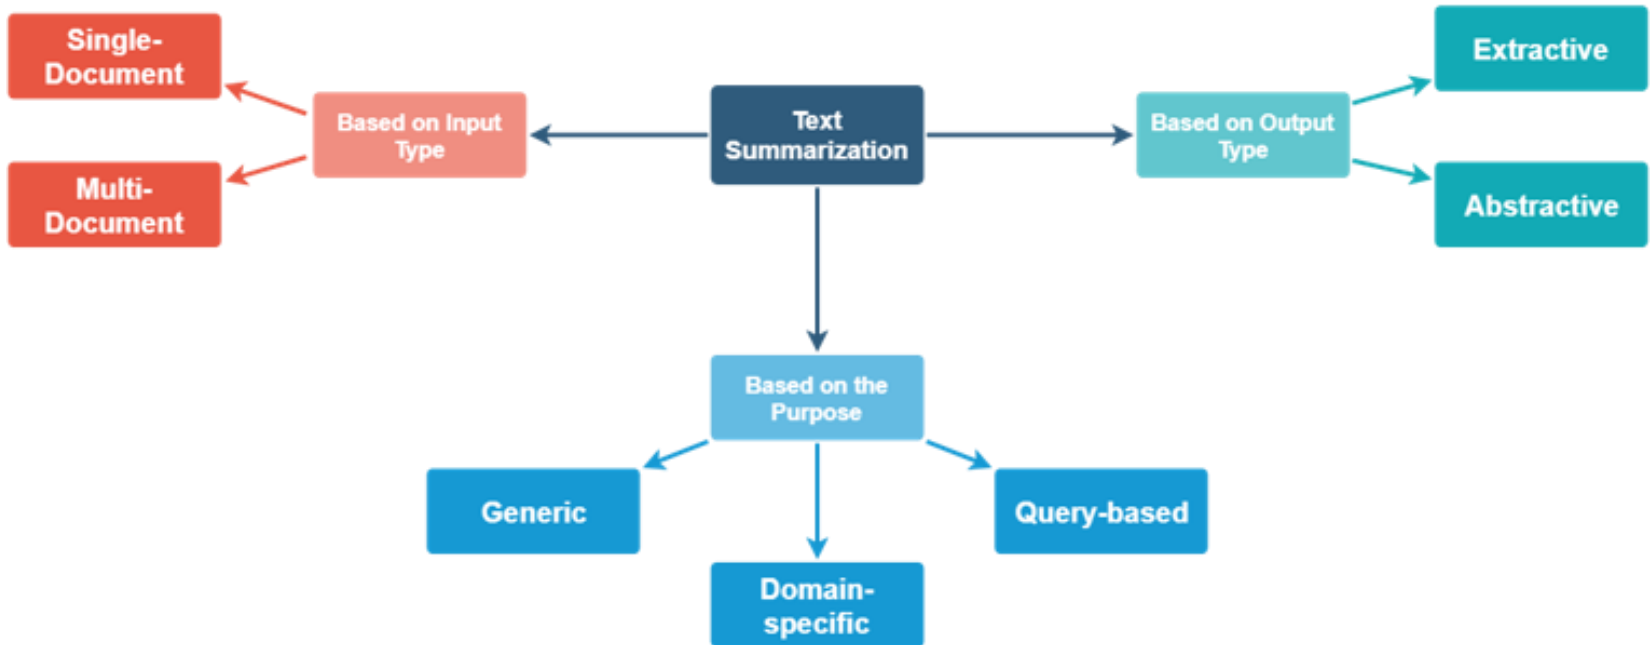 Single-
Document
Multi-
Document
Based on Input
Type
Text
Summarization
Based on Output
Type
Extractive
Abstractive
Based on the
Purpose
Generic
Domain-
specific
Query-based